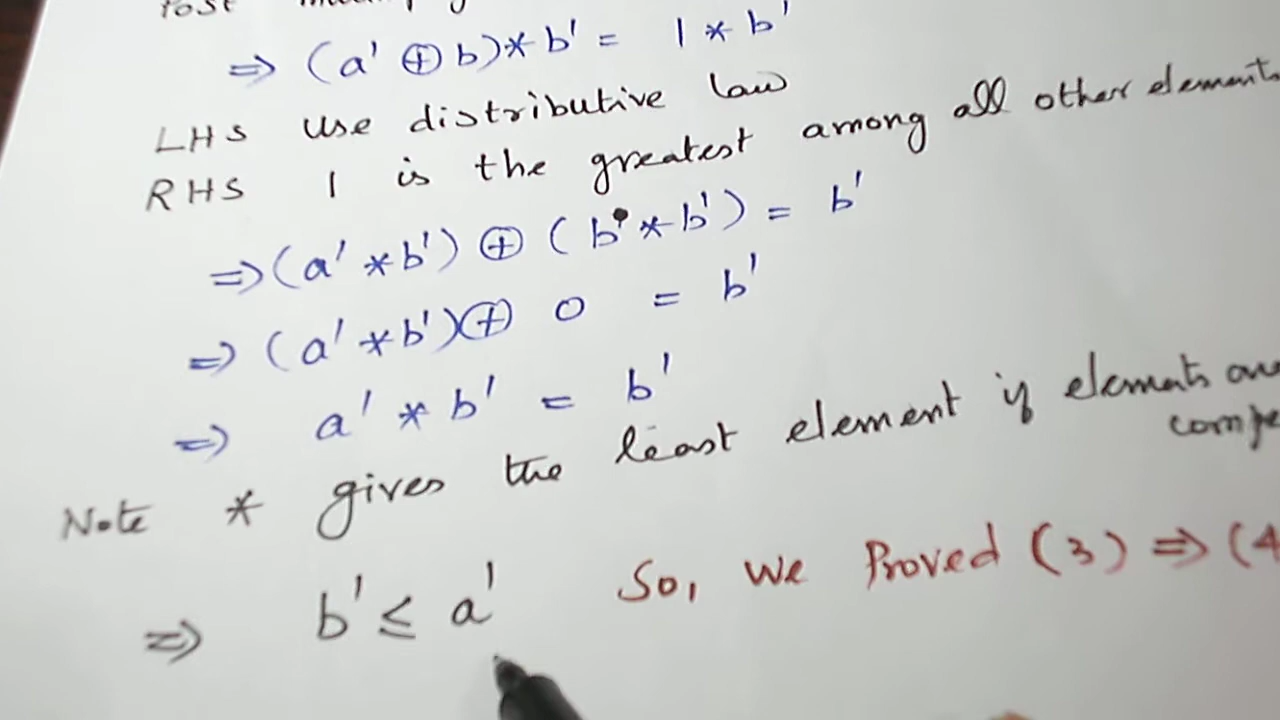 Post
⇒ (a' ⊕ b) * b' = 1 * b'
LHS Use distributive law
RHS 1 is the greatest among all other elements
⇒ (a' * b') ⊕ (b * b') = b'
⇒ (a' * b') ⊕ 0 = b'
⇒ a' * b' = b'
Note * gives the least element if elements are
⇒ b' ≤ a' So, we Proved (3) ⇒ (4